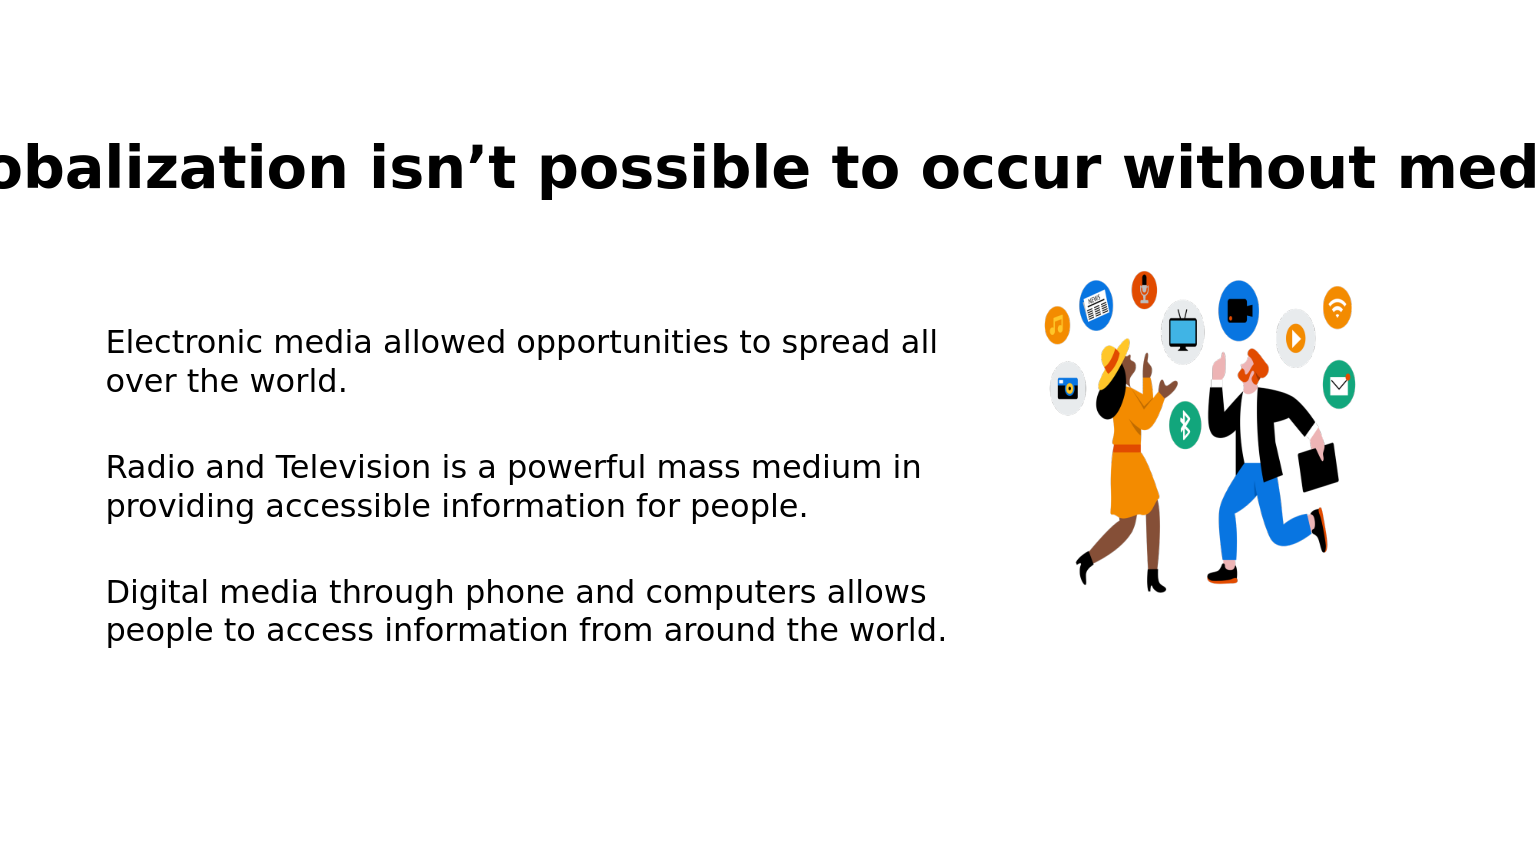 obalization isn’t possible to occur without med
Electronic media allowed opportunities to spread all
over the world.
Radio and Television is a powerful mass medium in
providing accessible information for people.
Digital media through phone and computers allows
people to access information from around the world.
NEWS